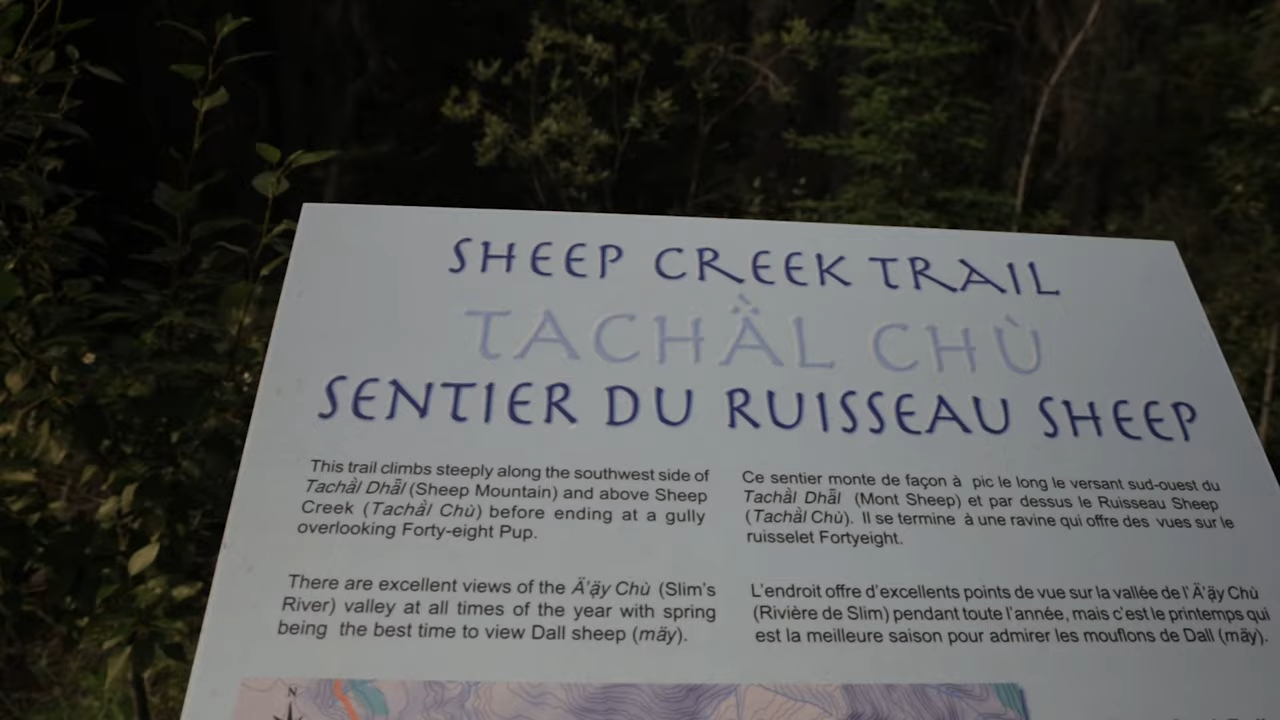 SHEEP CREEK TRAIL
TACHÄ̀L CHÙ
SENTIER DU RUISSEAU SHEEP
This trail climbs steeply along the southwest side of
Tachä̀l Dhäl̄ (Sheep Mountain) and above Sheep
Creek (Tachä̀l Chù) before ending at a gully
overlooking Forty-eight Pup.
There are excellent views of the Ä'ą̈y Chù (Slim's
River) valley at all times of the year with spring
being the best time to view Dall sheep (mäy).
Ce sentier monte de façon à pic le long le versant sud-ouest du
Tachä̀l Dhǟl (Mont Sheep) et par dessus le Ruisseau Sheep
(Tachä̀l Chù). Il se termine à une ravine qui offre des vues sur le
ruisselet Fortyeight.
L'endroit offre d'excellents points de vue sur la vallée de l'Ä'ą̈y Chù
(Rivière de Slim) pendant toute l'année, mais c'est le printemps qui
est la meilleure saison pour admirer les mouflons de Dall (mäy).
N